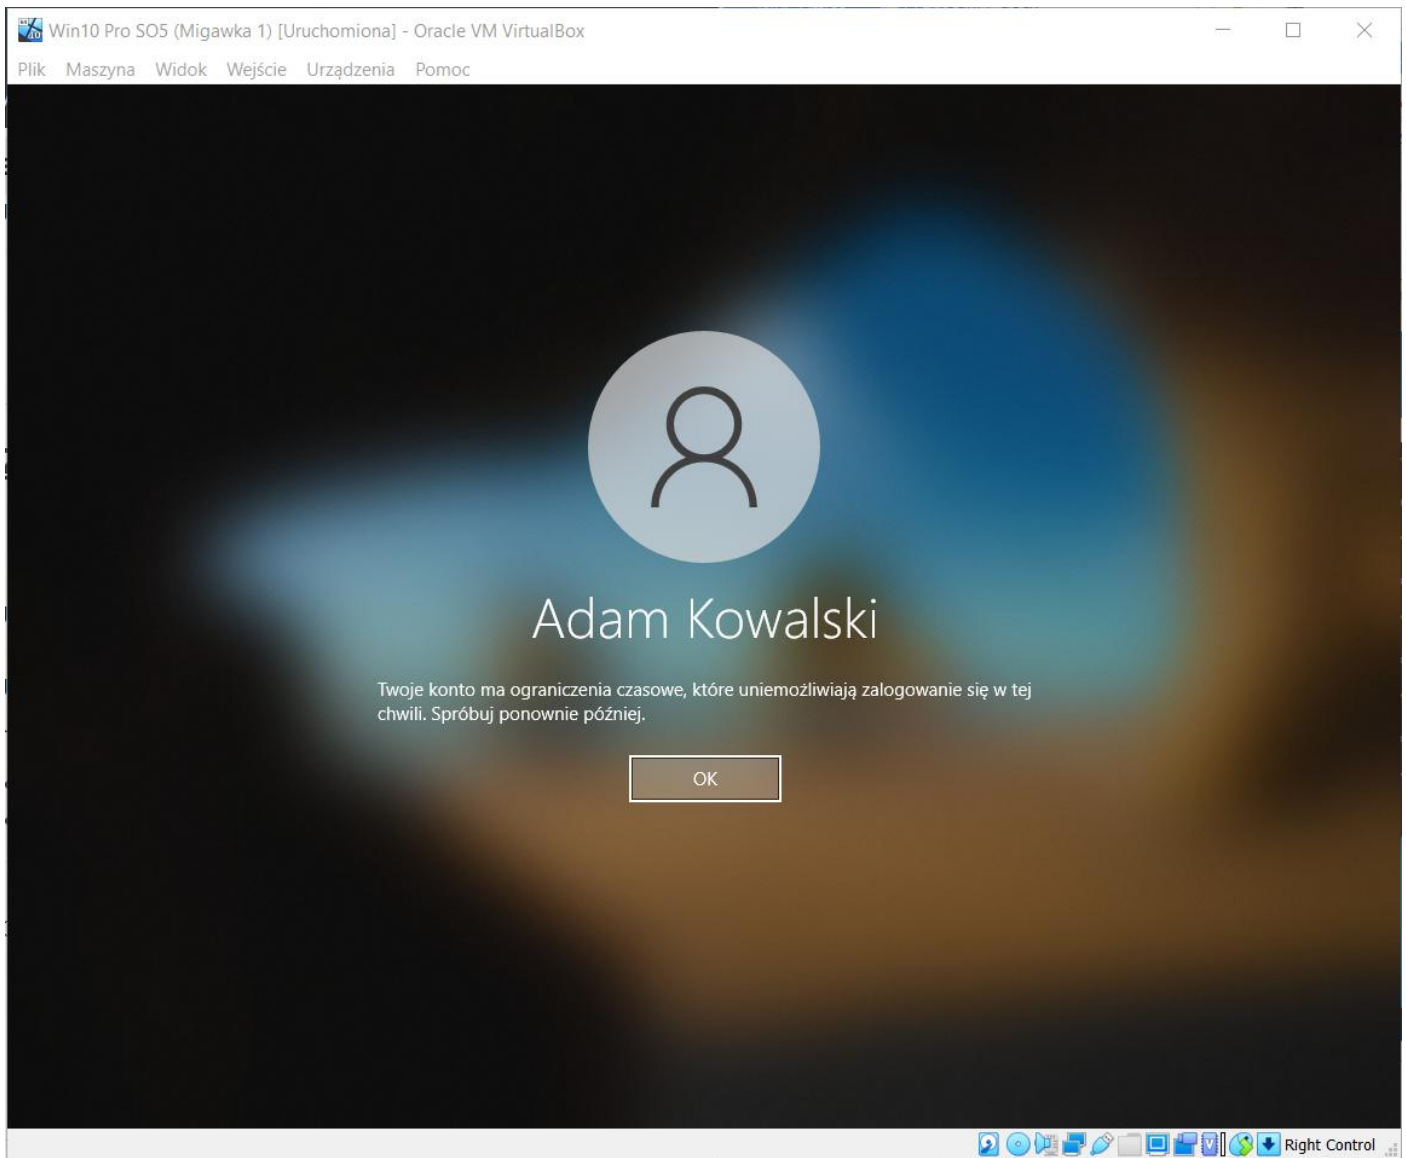 Win10 Pro SO5 (Migawka 1) [Uruchomiona] - Oracle VM VirtualBox
Plik Maszyna Widok Wejście Urządzenia Pomoc
Adam Kowalski
Twoje konto ma ograniczenia czasowe, które uniemożliwiają zalogowanie się w tej
chwili. Spróbuj ponownie później.
OK
Right Control